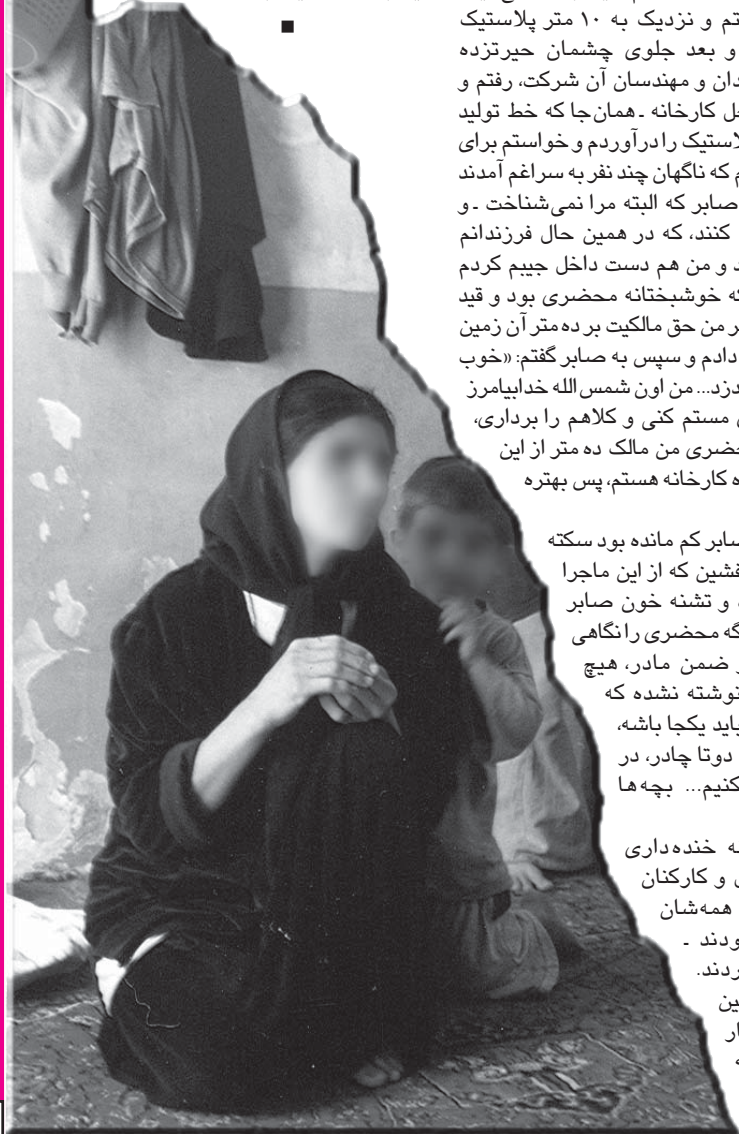 تم و نزدیک به ۱۰ متر پلاستیک
و بعد جلوی چشمان حیرتزده
دان و مهندسان آن شرکت، رفتم و
خل کارخانه ـ همان‌جا که خط تولید
لاستیک را درآوردم و خواستم برای
م که ناگهان چند نفر به سراغم آمدند
صابر که البته مرا نمی‌شناخت ـ و
کنند، که در همین حال فرزندانم
د و من هم دست داخل جیبم کردم
که خوشبختانه محضری بود و قید
بر من حق مالکیت بر ده متر آن زمین
دادم و سپس به صابر گفتم: «خوب
دزد... من اون شمس‌الله خدابیامرز
مستم کنی و کلاهم را برداری،
حضری من مالک ده متر از این
ه کارخانه هستم، پس بهتره
صابر کم مانده بود سکته
فشین که از این ماجرا
و تشنه خون صابر
گه محضری را نگاهی
ضمن مادر، هیچ
نوشته نشده که
باید یکجا باشه،
دوتا چادر، در
کنیم... بچه‌ها
ه خنده‌داری
و کارکنان
همه‌شان
ودند ـ
ردند.
ین
ار